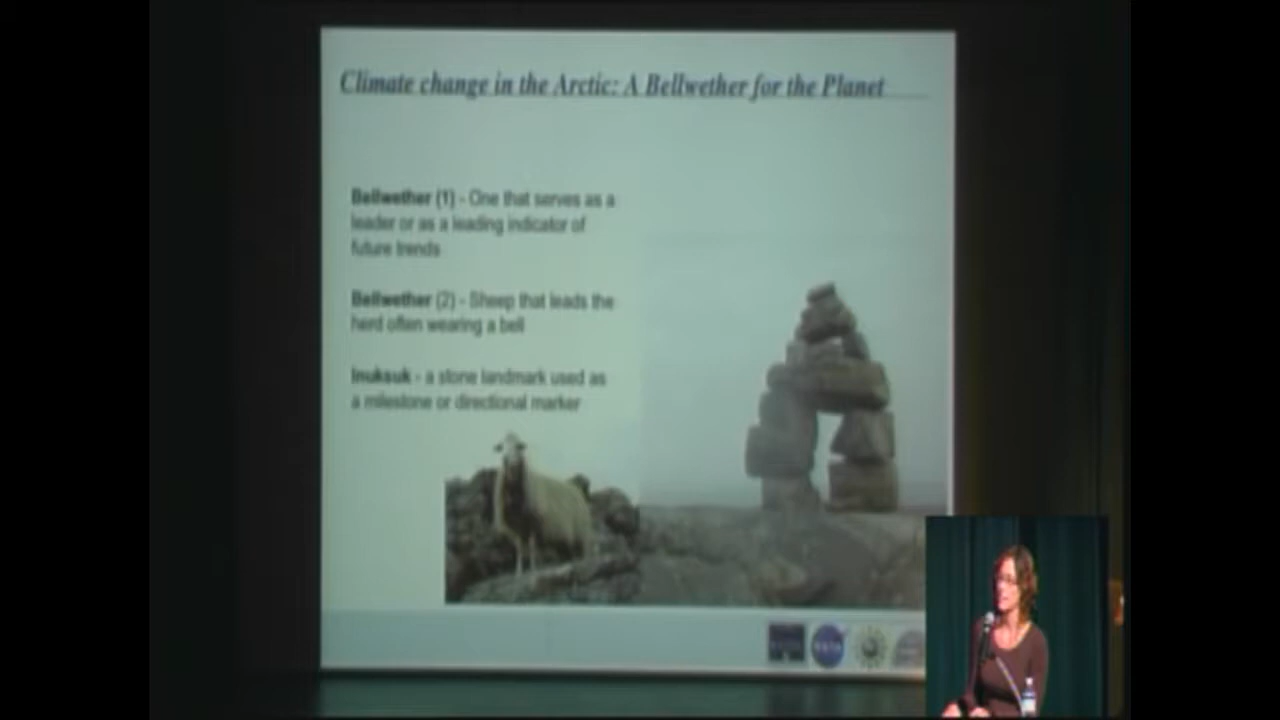 Climate change in the Arctic: A Bellwether for the Planet
Bellwether (1) - One that serves as a
leader or as a leading indicator of
future trends
Bellwether (2) - Sheep that leads the
herd often wearing a bell
Inuksuk - a stone landmark used as
a milestone or directional marker
NASA